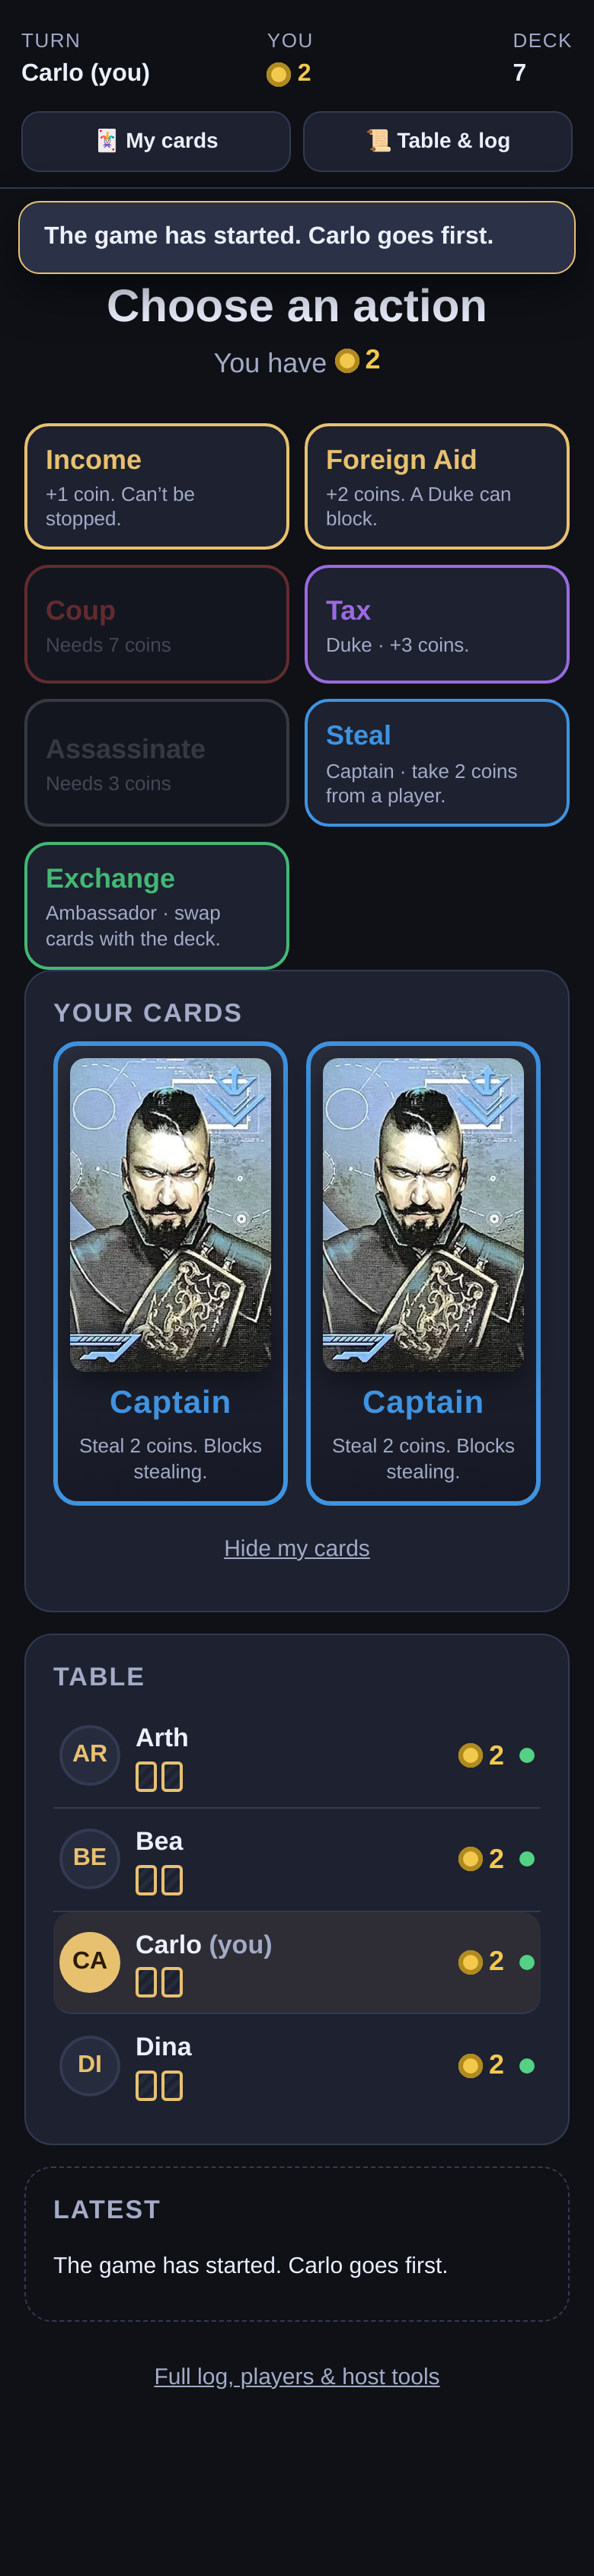 TURN
Carlo (you)
YOU
2
DECK
7
🃏 My cards
📜 Table & log
The game has started. Carlo goes first.
Choose an action
You have 2
Income
+1 coin. Can’t be
stopped.
Foreign Aid
+2 coins. A Duke can
block.
Coup
Needs 7 coins
Tax
Duke · +3 coins.
Assassinate
Needs 3 coins
Steal
Captain · take 2 coins
from a player.
Exchange
Ambassador · swap
cards with the deck.
YOUR CARDS
Captain
Steal 2 coins. Blocks
stealing.
Captain
Steal 2 coins. Blocks
stealing.
Hide my cards
TABLE
AR
Arth
2
BE
Bea
2
CA
Carlo (you)
2
DI
Dina
2
LATEST
The game has started. Carlo goes first.
Full log, players & host tools